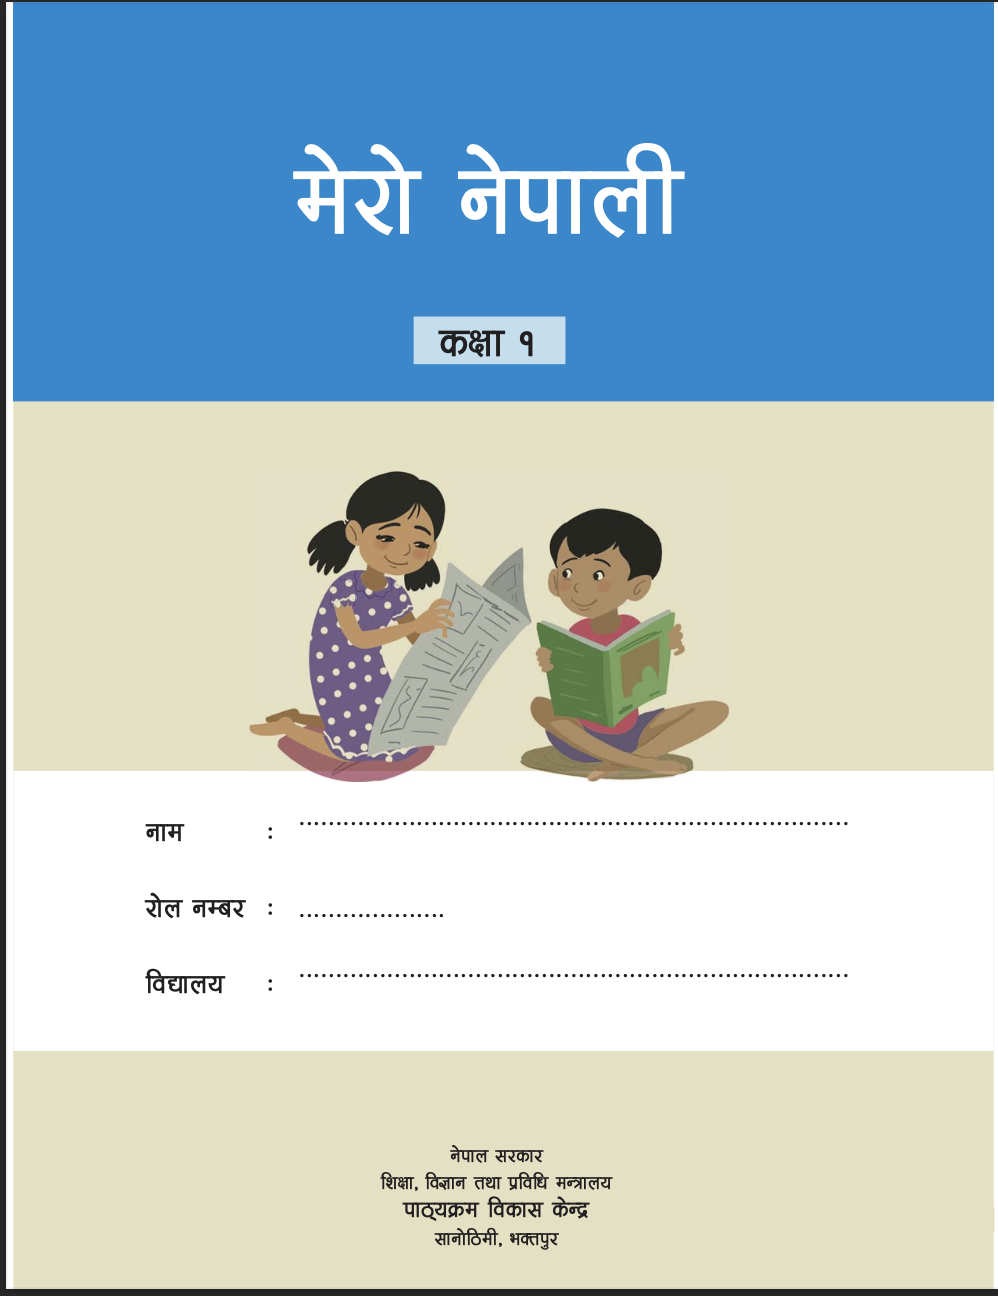 मेरो नेपाली
कक्षा १
नाम : ...........................................................................
रोल नम्बर : ....................
विद्यालय : ...........................................................................
नेपाल सरकार
शिक्षा, विज्ञान तथा प्रविधि मन्त्रालय
पाठ्यक्रम विकास केन्द्र
सानोठिमी, भक्तपुर